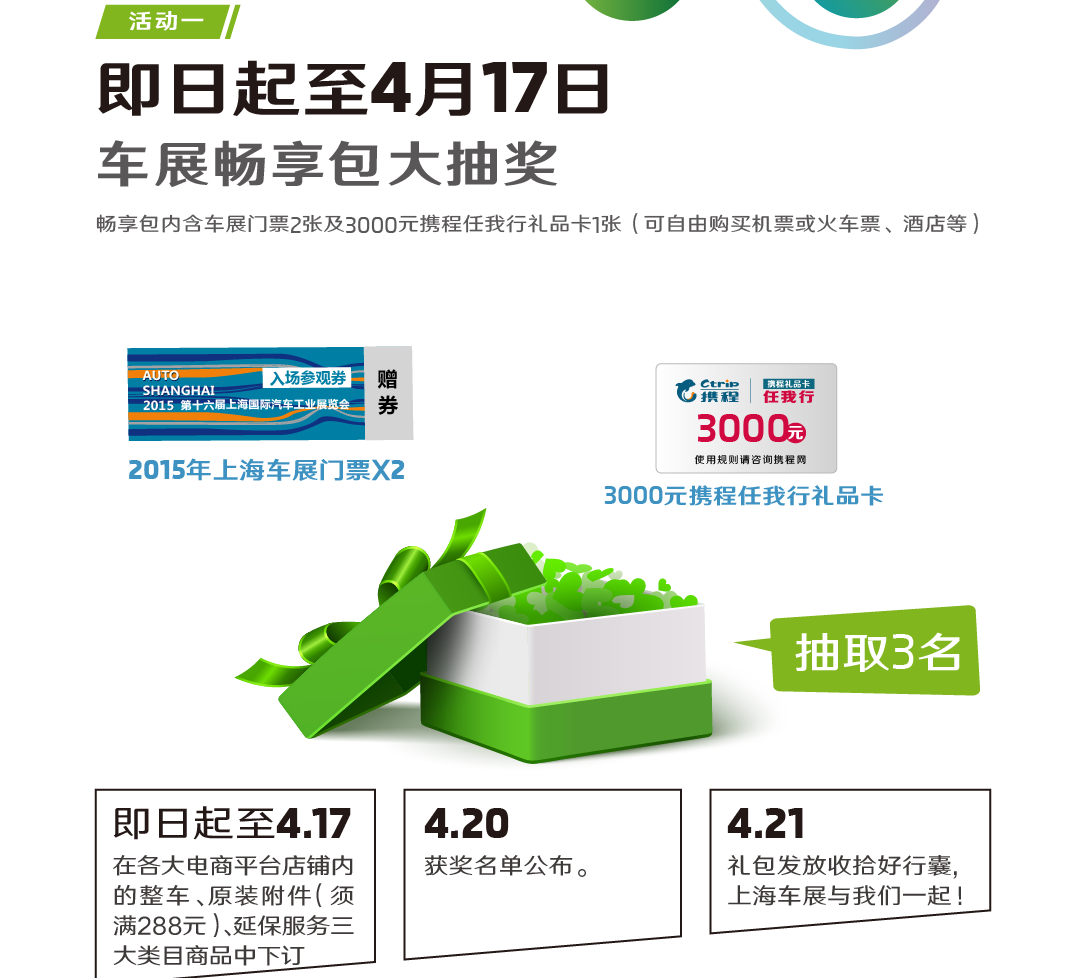 活动一
即日起至4月17日
车展畅享包大抽奖
畅享包内含车展门票2张及3000元携程任我行礼品卡1张（可自由购买机票或火车票、酒店等）
AUTO
SHANGHAI
入场参观券
2015 第十六届上海国际汽车工业展览会
赠券
2015年上海车展门票X2
Ctrip
携程
携程礼品卡
任我行
3000元
使用规则请咨询携程网
3000元携程任我行礼品卡
抽取3名
即日起至4.17
在各大电商平台店铺内
的整车、原装附件（须
满288元）、延保服务三
大类目商品中下订
4.20
获奖名单公布。
4.21
礼包发放收拾好行囊,
上海车展与我们一起！